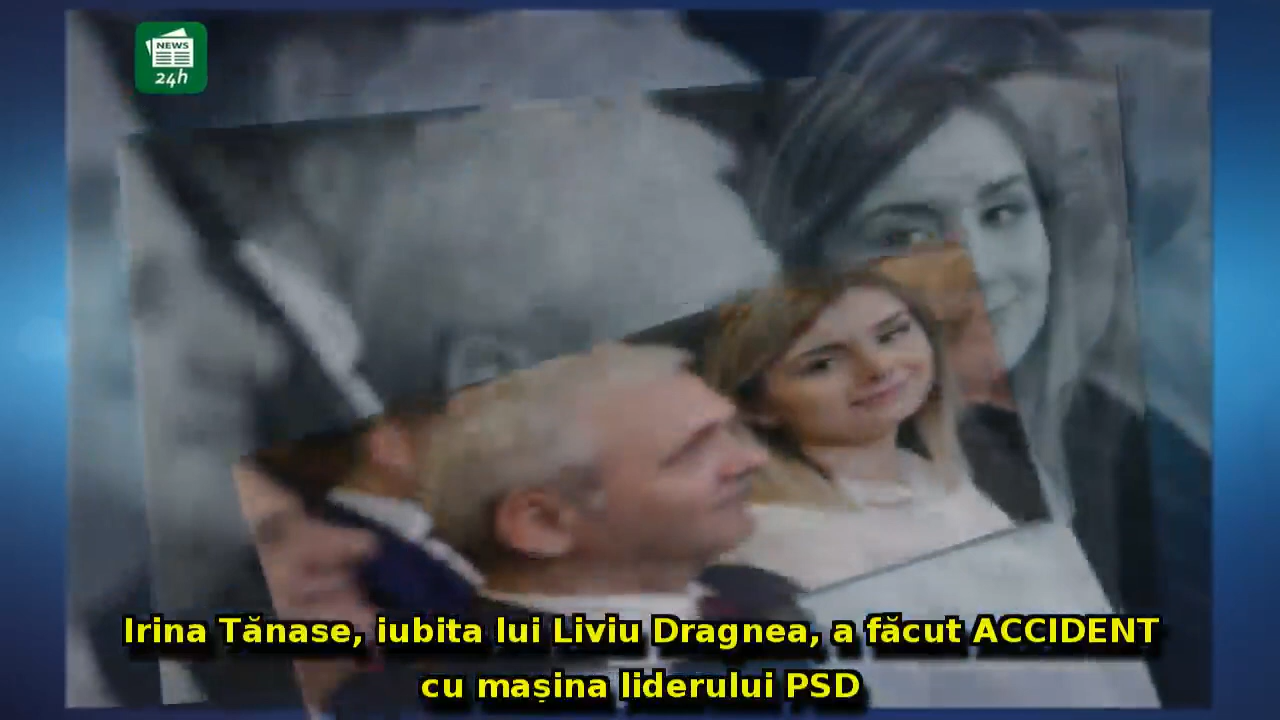 NEWS
24h
Irina Tănase, iubita lui Liviu Dragnea, a făcut ACCIDENT
cu mașina liderului PSD